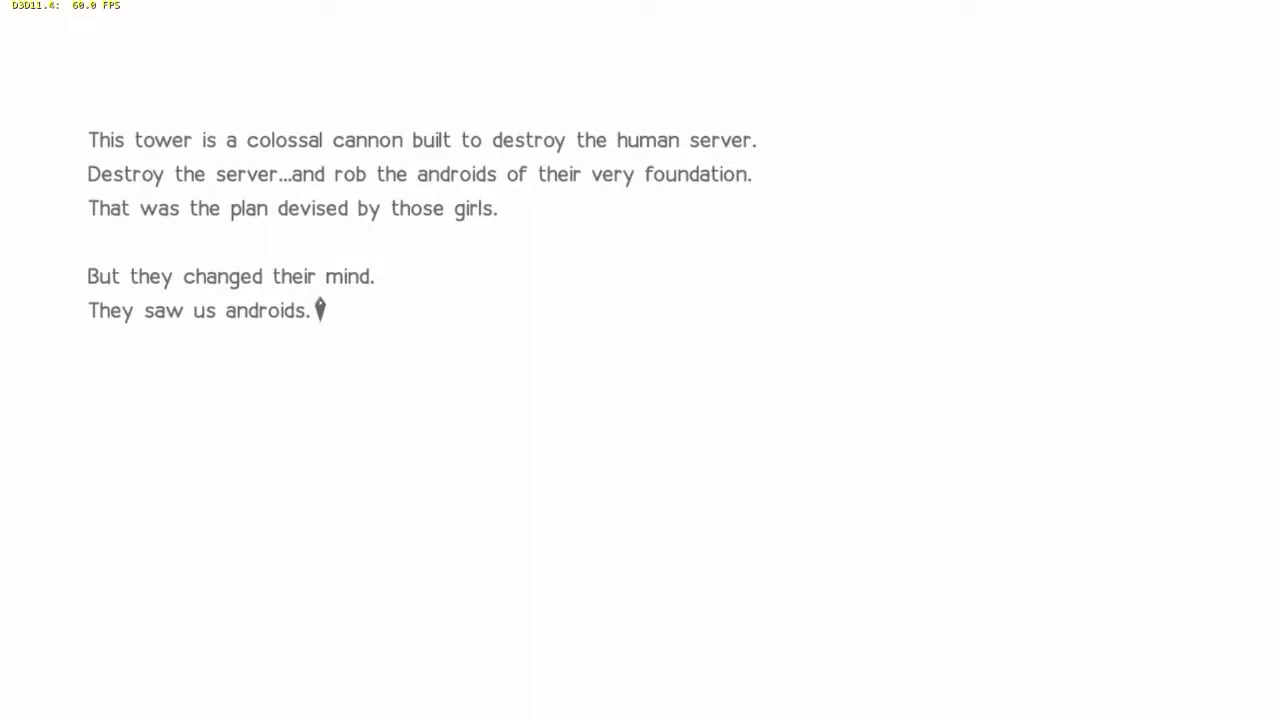 D3D11.4: 60.0 FPS
This tower is a colossal cannon built to destroy the human server.
Destroy the server...and rob the androids of their very foundation.
That was the plan devised by those girls.
But they changed their mind.
They saw us androids.